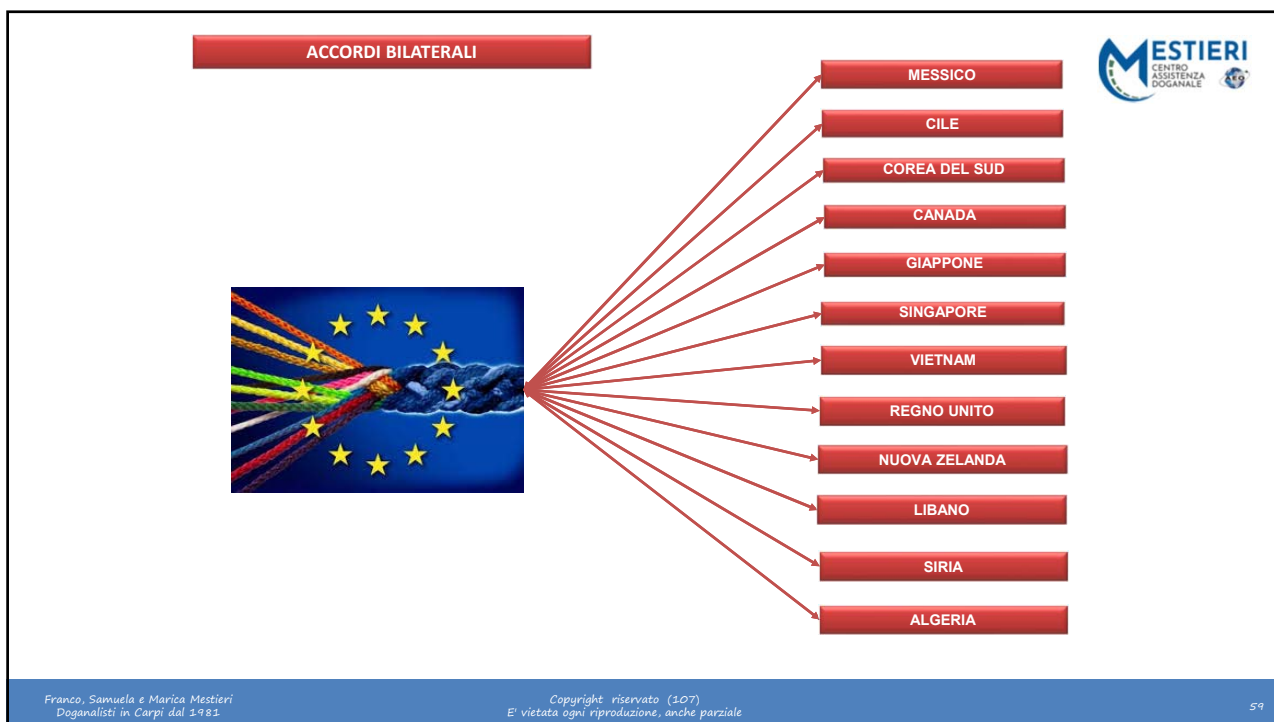 ACCORDI BILATERALI
MESTIERI
CENTRO
ASSISTENZA
DOGANALE
AEO
MESSICO
CILE
COREA DEL SUD
CANADA
GIAPPONE
SINGAPORE
VIETNAM
REGNO UNITO
NUOVA ZELANDA
LIBANO
SIRIA
ALGERIA
Franco, Samuela e Marica Mestieri
Doganalisti in Carpi dal 1981
Copyright riservato (107)
E' vietata ogni riproduzione, anche parziale
59